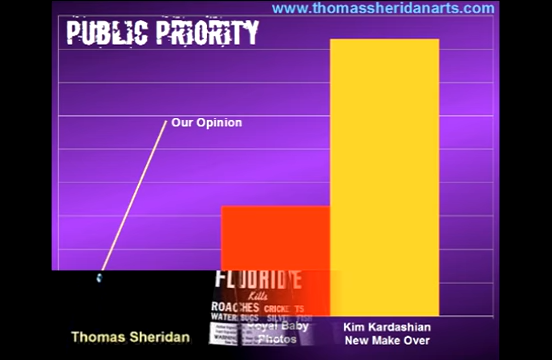 www.thomassheridanarts.com
PUBLIC PRIORITY
Our Opinion
FLUORIDE
Kills
ROACHES CRICKETS
WATER BUGS SILVER FISH
Royal Baby
Photos
Kim Kardashian
New Make Over
Thomas Sheridan